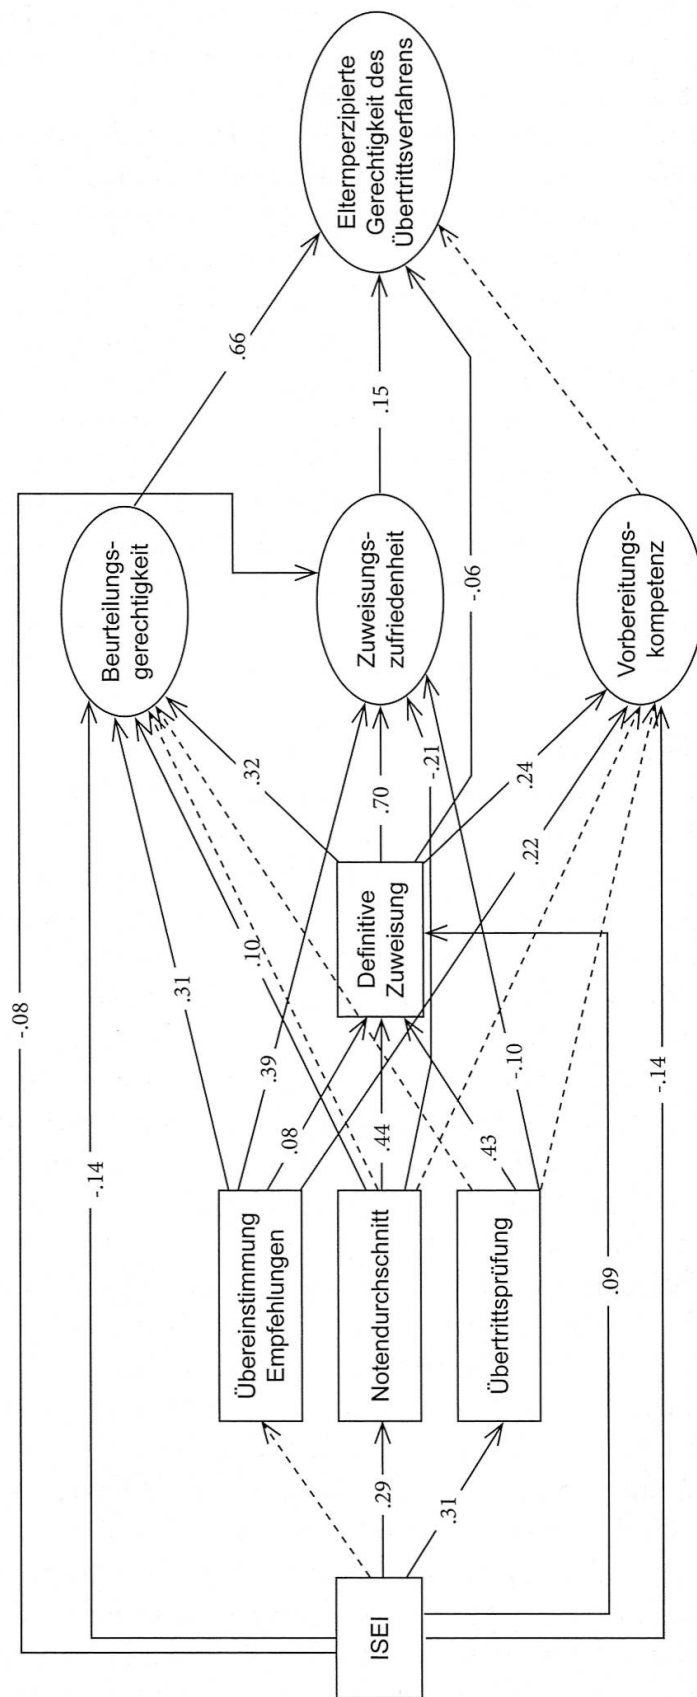 -.08
-.14
ISEI
.29
.31
.09
-.14
Übereinstimmung
Empfehlungen
Notendurchschnitt
Übertrittsprüfung
.31
.39
.08
.10
.44
.43
-.10
Definitive
Zuweisung
.32
.70
-.21
.24
.22
-.06
Beurteilungs-
gerechtigkeit
Zuweisungs-
zufriedenheit
Vorbereitungs-
kompetenz
.66
.15
Elternperzipierte
Gerechtigkeit des
Übertrittsverfahrens